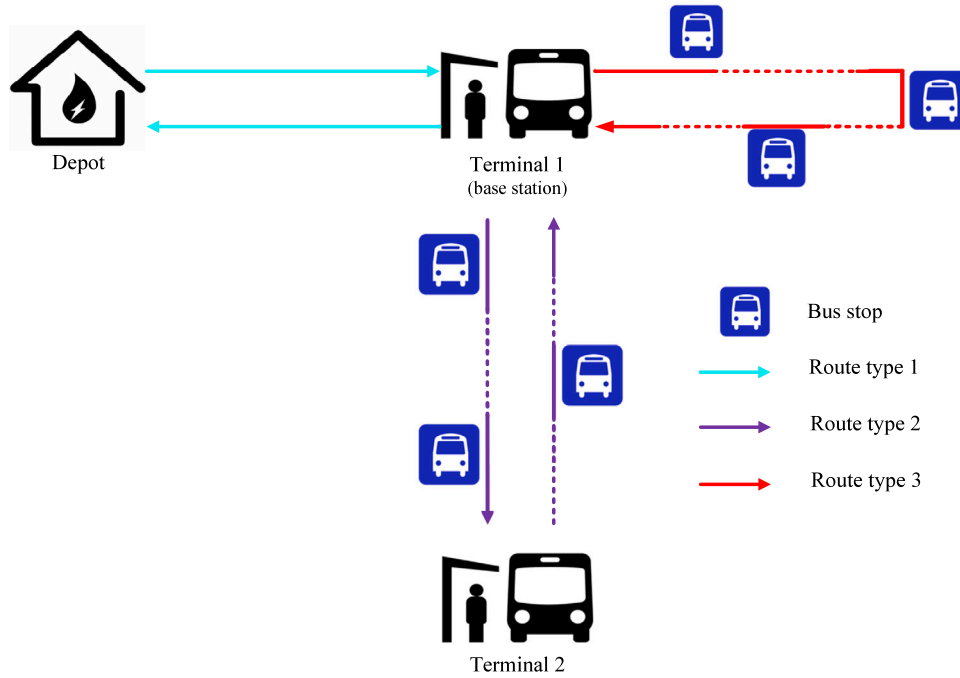 Depot
Terminal 1
(base station)
Bus stop
Route type 1
Route type 2
Route type 3
Terminal 2